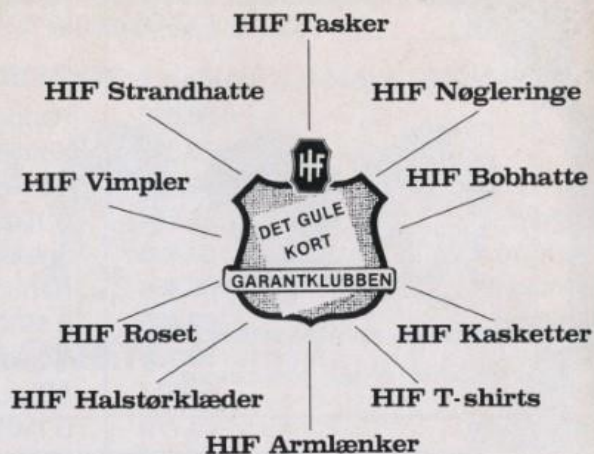 HIF Tasker
HIF Strandhatte
HIF Nøgleringe
HIF
HIF Vimpler
HIF Bobhatte
DET GULE
KORT
GARANTKLUBBEN
HIF Roset
HIF Kasketter
HIF Halstørklæder
HIF T-shirts
HIF Armlænker